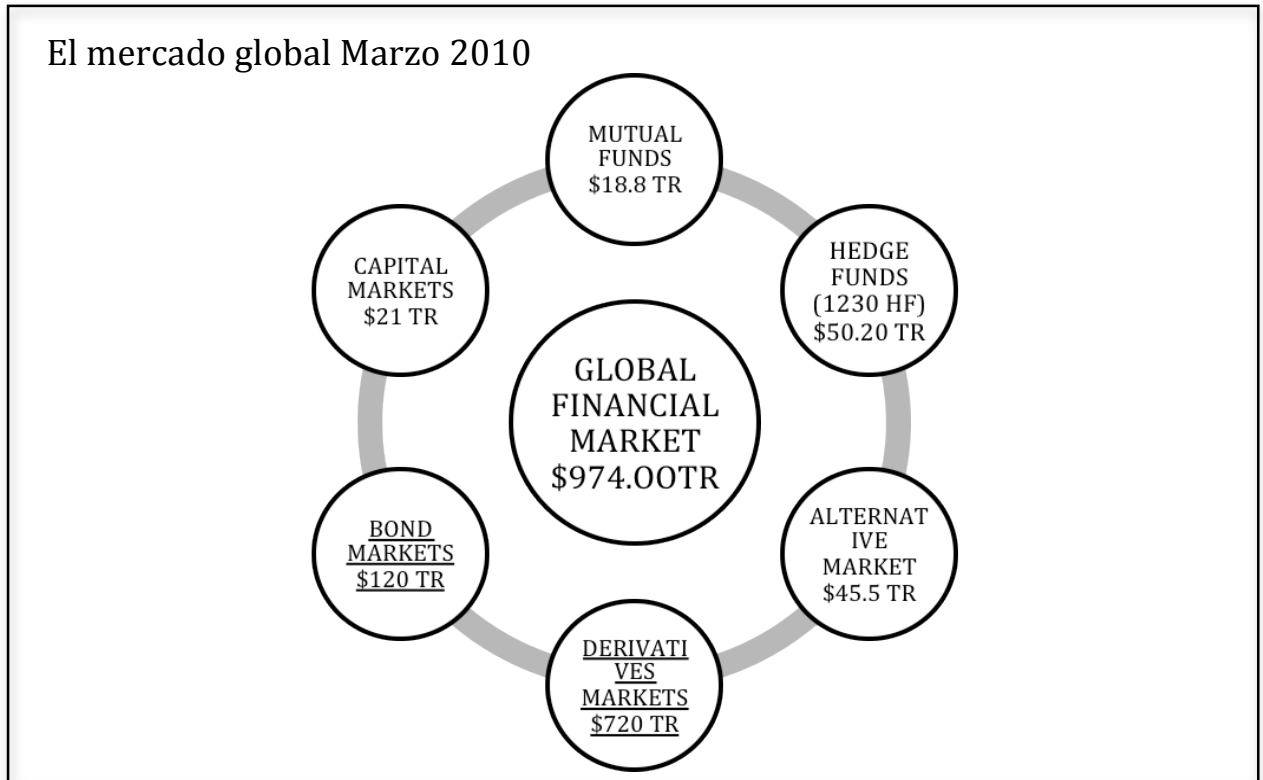 El mercado global Marzo 2010
MUTUAL
FUNDS
$18.8 TR
HEDGE
FUNDS
(1230 HF)
$50.20 TR
ALTERNAT
IVE
MARKET
$45.5 TR
DERIVATI
VES
MARKETS
$720 TR
BOND
MARKETS
$120 TR
CAPITAL
MARKETS
$21 TR
GLOBAL
FINANCIAL
MARKET
$974.OOTR